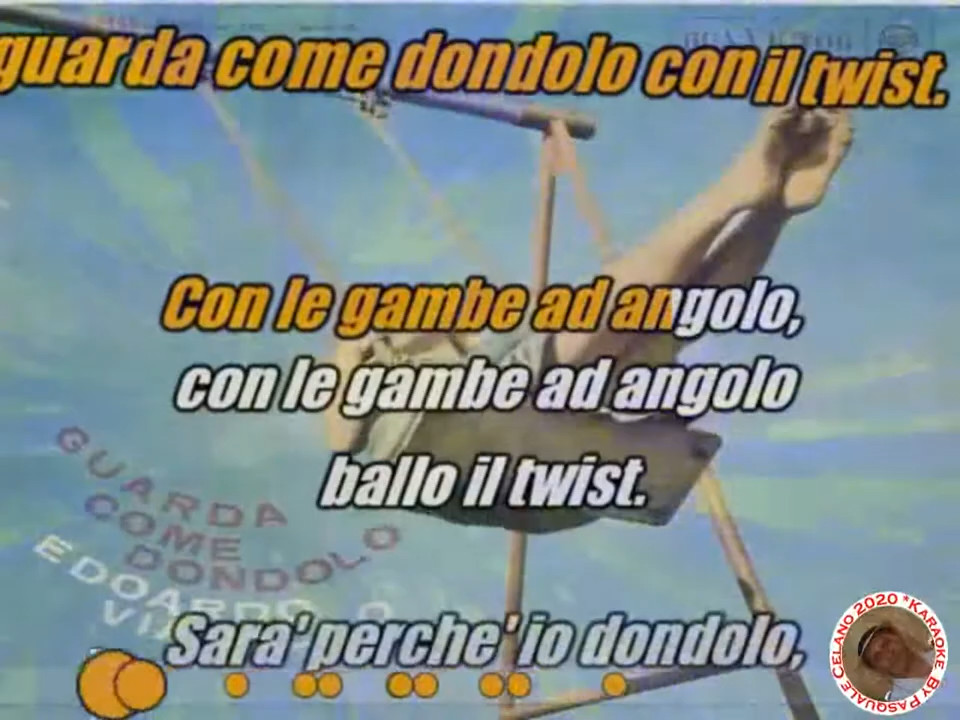 guarda come dondolo con il twist.
Con le gambe ad angolo,
con le gambe ad angolo
ballo il twist.
GUARDA
COME
DONDOLO
EDOARDO
Sara' perche' io dondolo,
PASQUALE CELANO 2020 *KARAOKE BY